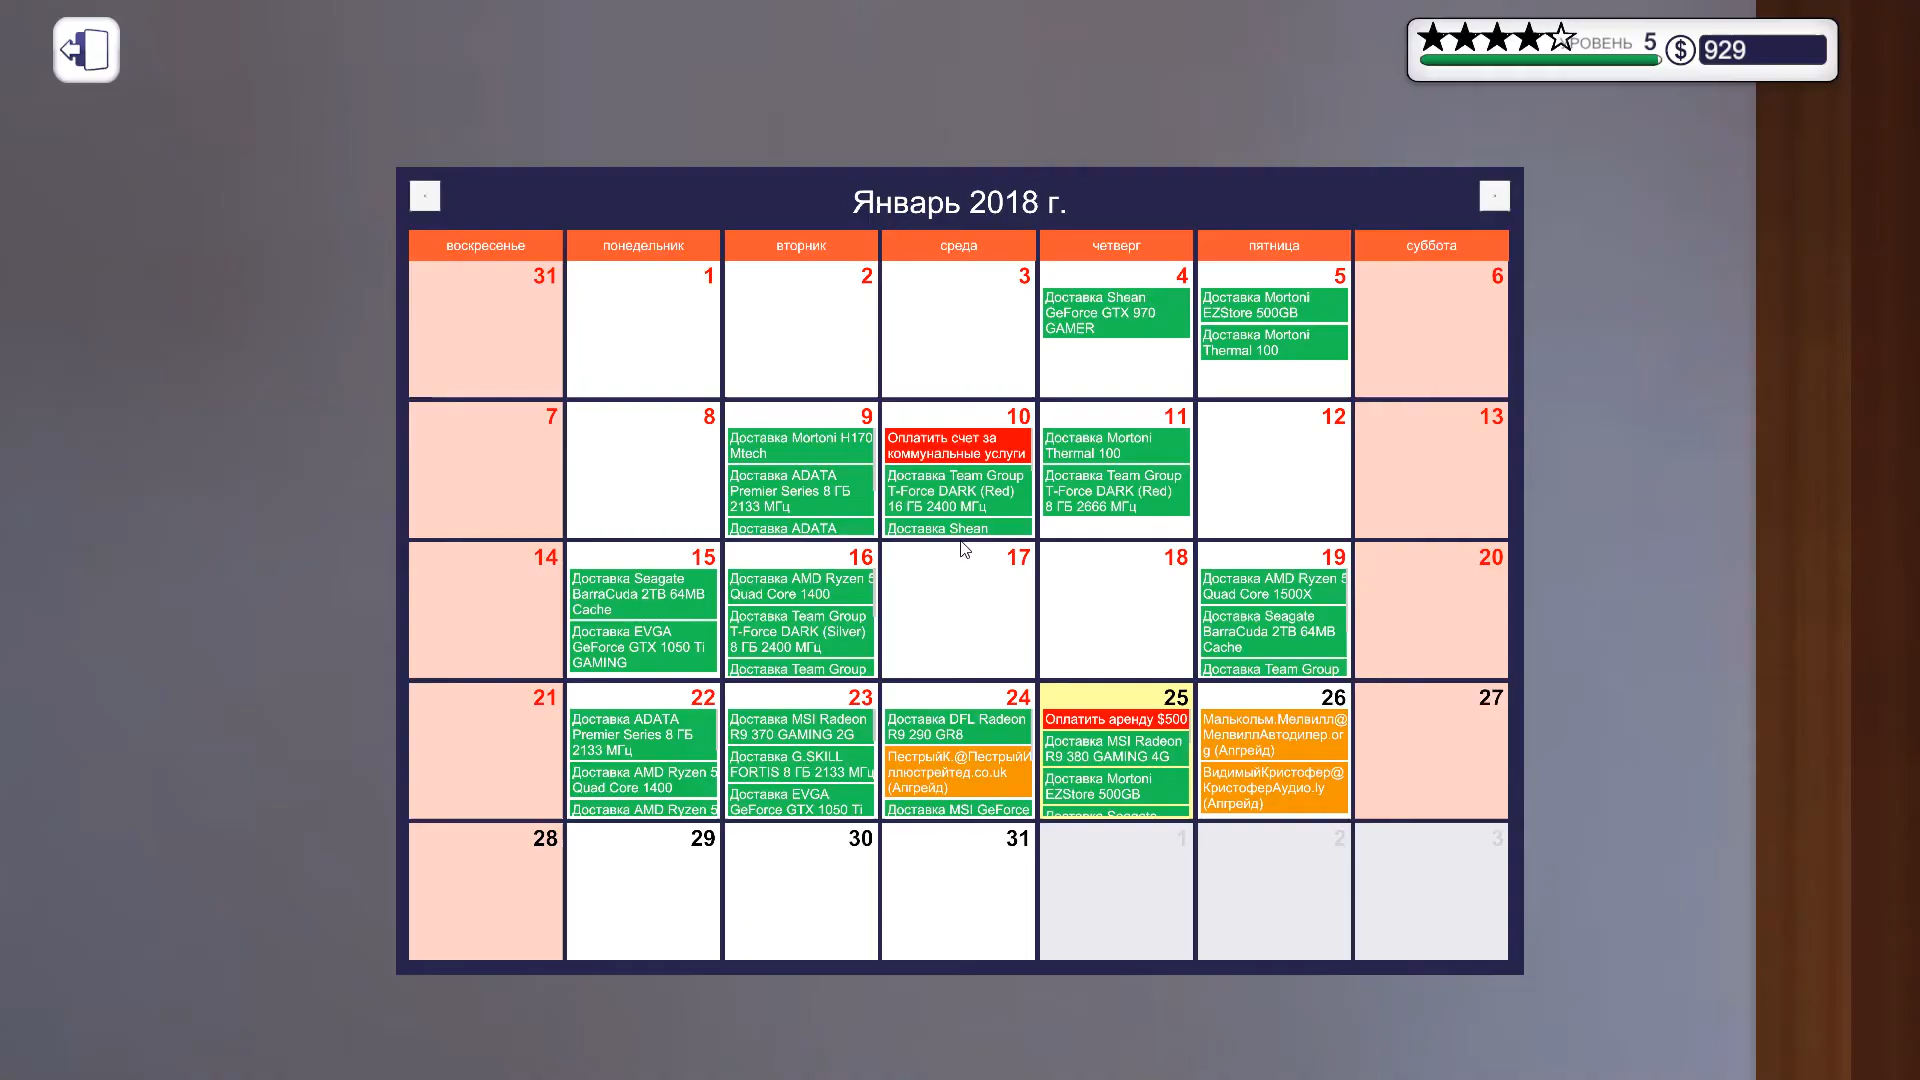 РОВЕНЬ 5
929
Январь 2018 г.
воскресенье понедельник вторник среда четверг пятница суббота
31 1 2 3 4 5 6
Доставка Shean
GeForce GTX 970
GAMER
Доставка Mortoni
EZStore 500GB
Доставка Mortoni
Thermal 100
7 8 9 10 11 12 13
Доставка Mortoni H170
Mtech
Доставка ADATA
Premier Series 8 ГБ
2133 МГц
Доставка ADATA
Оплатить счет за
коммунальные услуги
Доставка Team Group
T-Force DARK (Red)
16 ГБ 2400 МГц
Доставка Shean
Доставка Mortoni
Thermal 100
Доставка Team Group
T-Force DARK (Red)
8 ГБ 2666 МГц
14 15 16 17 18 19 20
Доставка Seagate
BarraCuda 2TB 64MB
Cache
Доставка EVGA
GeForce GTX 1050 Ti
GAMING
Доставка AMD Ryzen 5
Quad Core 1400
Доставка Team Group
T-Force DARK (Silver)
8 ГБ 2400 МГц
Доставка Team Group
Доставка AMD Ryzen 5
Quad Core 1500X
Доставка Seagate
BarraCuda 2TB 64MB
Cache
Доставка Team Group
21 22 23 24 25 26 27
Доставка ADATA
Premier Series 8 ГБ
2133 МГц
Доставка AMD Ryzen 5
Quad Core 1400
Доставка AMD Ryzen 5
Доставка MSI Radeon
R9 370 GAMING 2G
Доставка G.SKILL
FORTIS 8 ГБ 2133 МГц
Доставка EVGA
GeForce GTX 1050 Ti
Доставка DFL Radeon
R9 290 GR8
ПестрыйК.@ПестрыйИ
ллюстрейтед.co.uk
(Апгрейд)
Доставка MSI GeForce
Оплатить аренду $500
Доставка MSI Radeon
R9 380 GAMING 4G
Доставка Mortoni
EZStore 500GB
Доставка Seagate
Малькольм.Мелвилл@
МелвиллАвтодилер or
g (Апгрейд)
ВидимыйКристофер@
КристоферАудио.ly
(Апгрейд)
28 29 30 31 1 2 3